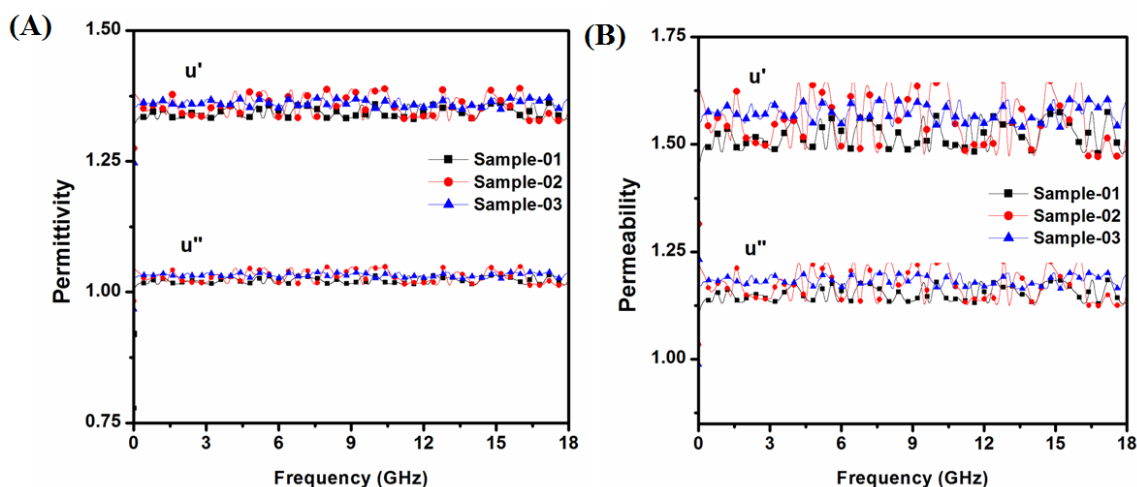 (A)
1.50
1.25
1.00
0.75
Permittivity
u'
Sample-01
Sample-02
Sample-03
u"
0 3 6 9 12 15 18
Frequency (GHz)
(B)
1.75
1.50
1.25
1.00
Permeability
u'
Sample-01
Sample-02
Sample-03
u"
0 3 6 9 12 15 18
Frequency (GHz)